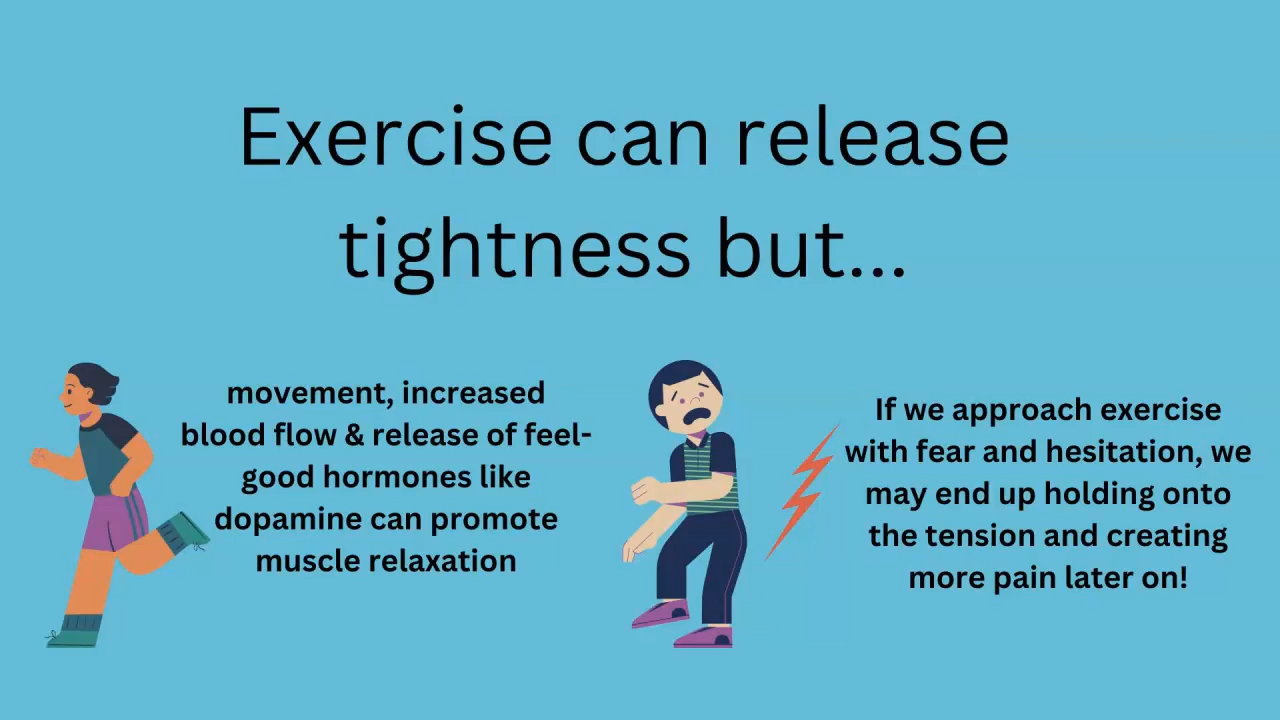 Exercise can release
tightness but...
movement, increased
blood flow & release of feel-
good hormones like
dopamine can promote
muscle relaxation
If we approach exercise
with fear and hesitation, we
may end up holding onto
the tension and creating
more pain later on!